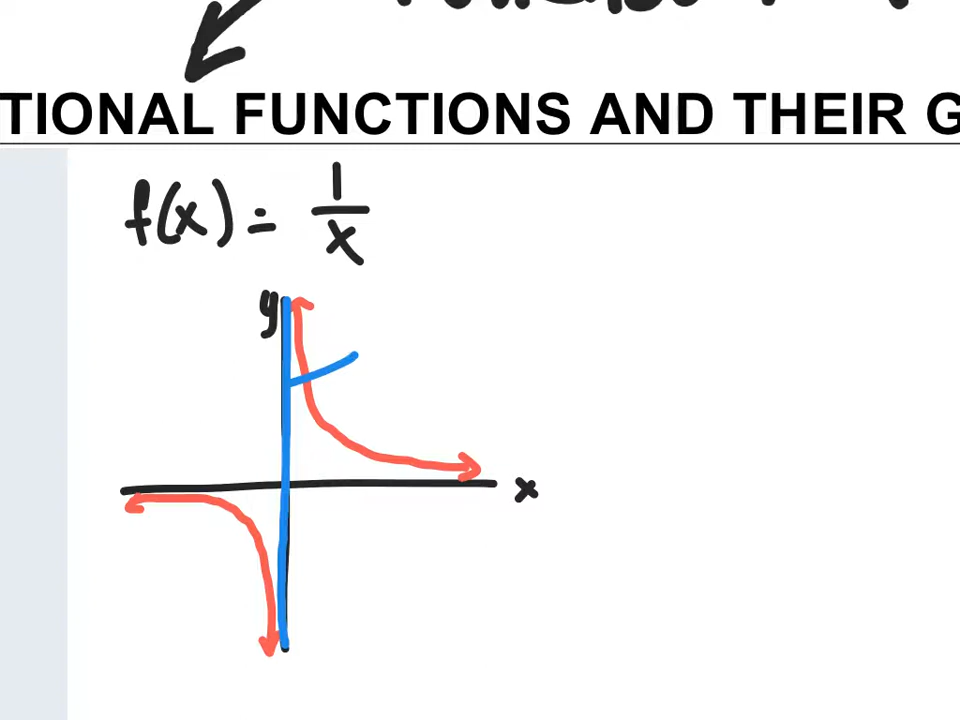 TIONAL FUNCTIONS AND THEIR G
f(x) = 1/x
y
x